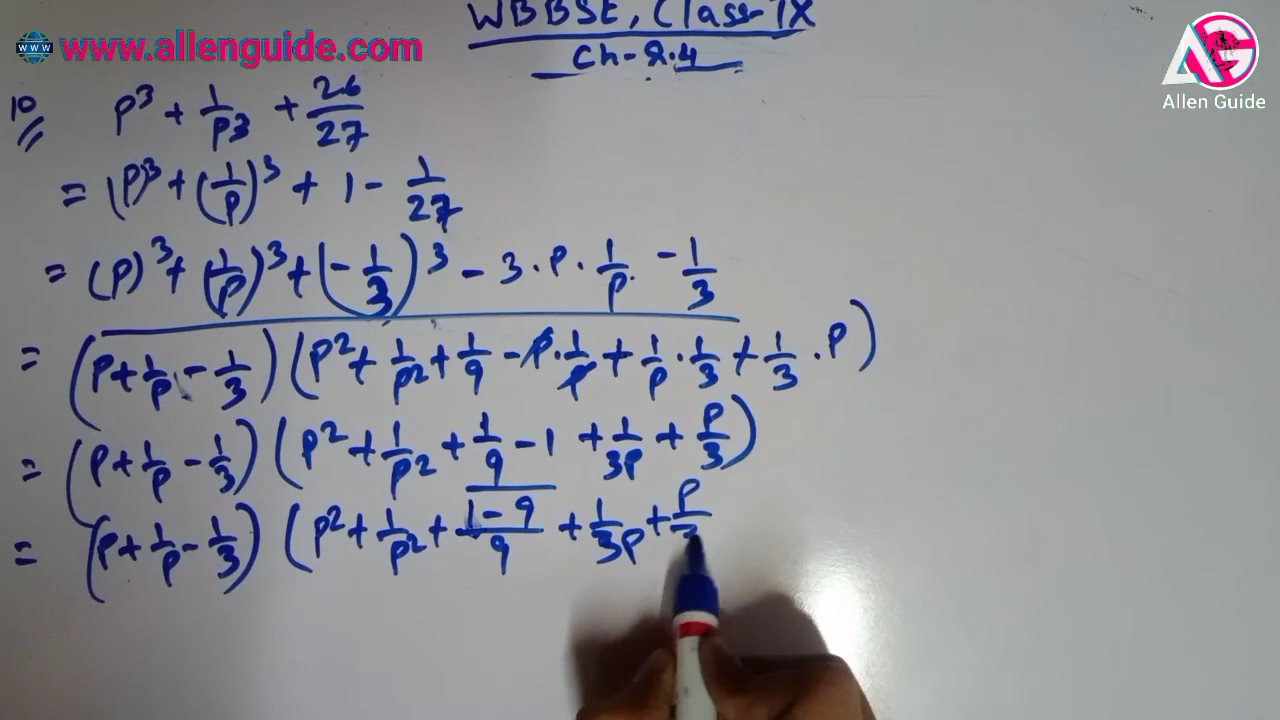 WBBSE, Class-IX
www www.allenguide.com
Ch-8.4
AG
Allen Guide
10 p³ + 1/p³ + 26/27
= (p)³ + (1/p)³ + 1 - 1/27
= (p)³ + (1/p)³ + (-1/3)³ - 3 . p . 1/p . -1/3
= (p + 1/p - 1/3) (p² + 1/p² + 1/9 - p . 1/p + 1/p . 1/3 + 1/3 . p)
= (p + 1/p - 1/3) (p² + 1/p² + 1/9 - 1 + 1/3p + p/3)
= (p + 1/p - 1/3) (p² + 1/p² + 1-9/9 + 1/3p + p/3